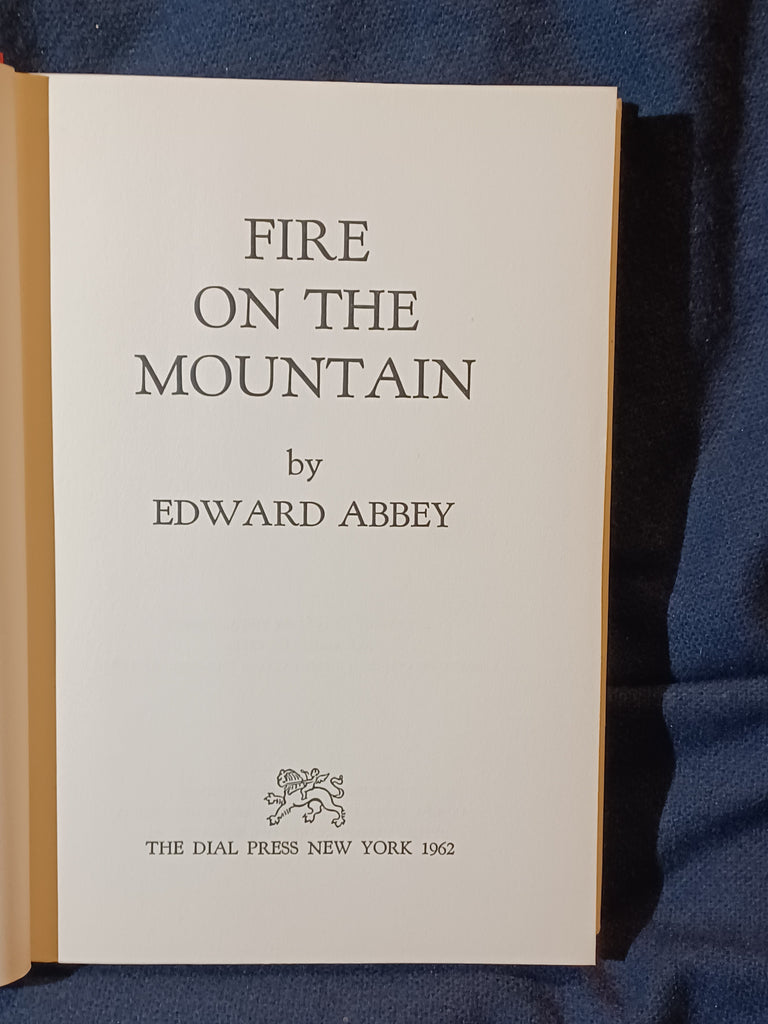 FIRE
ON THE
MOUNTAIN
by
EDWARD ABBEY
THE DIAL PRESS NEW YORK 1962